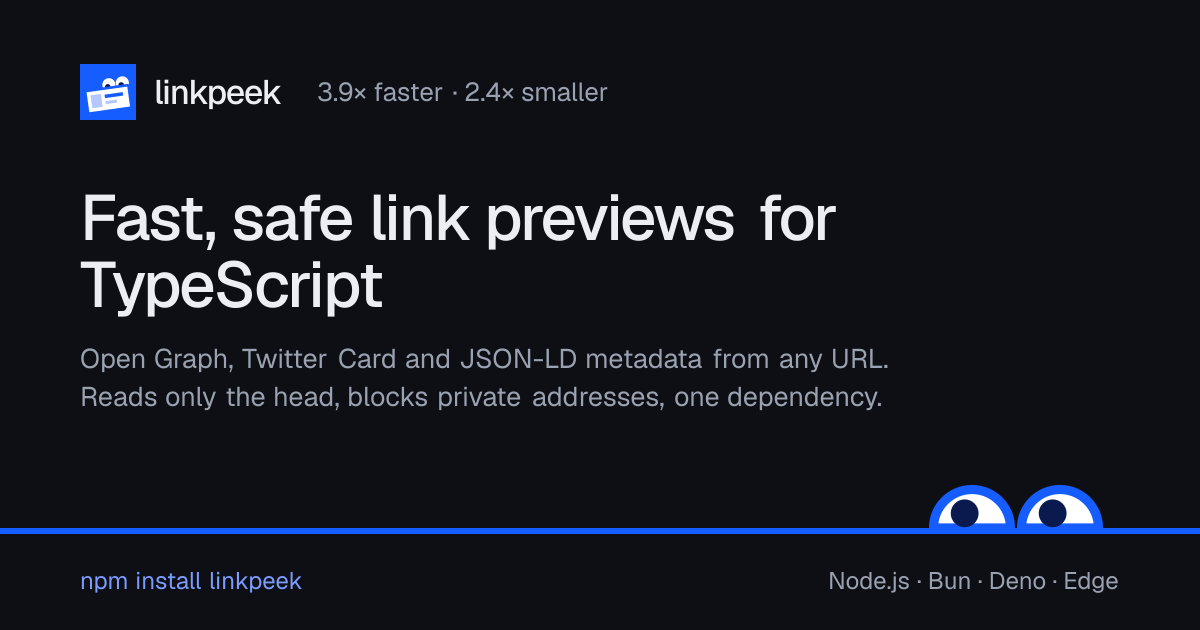 linkpeek
3.9× faster · 2.4× smaller
Fast, safe link previews for
TypeScript
Open Graph, Twitter Card and JSON-LD metadata from any URL.
Reads only the head, blocks private addresses, one dependency.
npm install linkpeek
Node.js · Bun · Deno · Edge